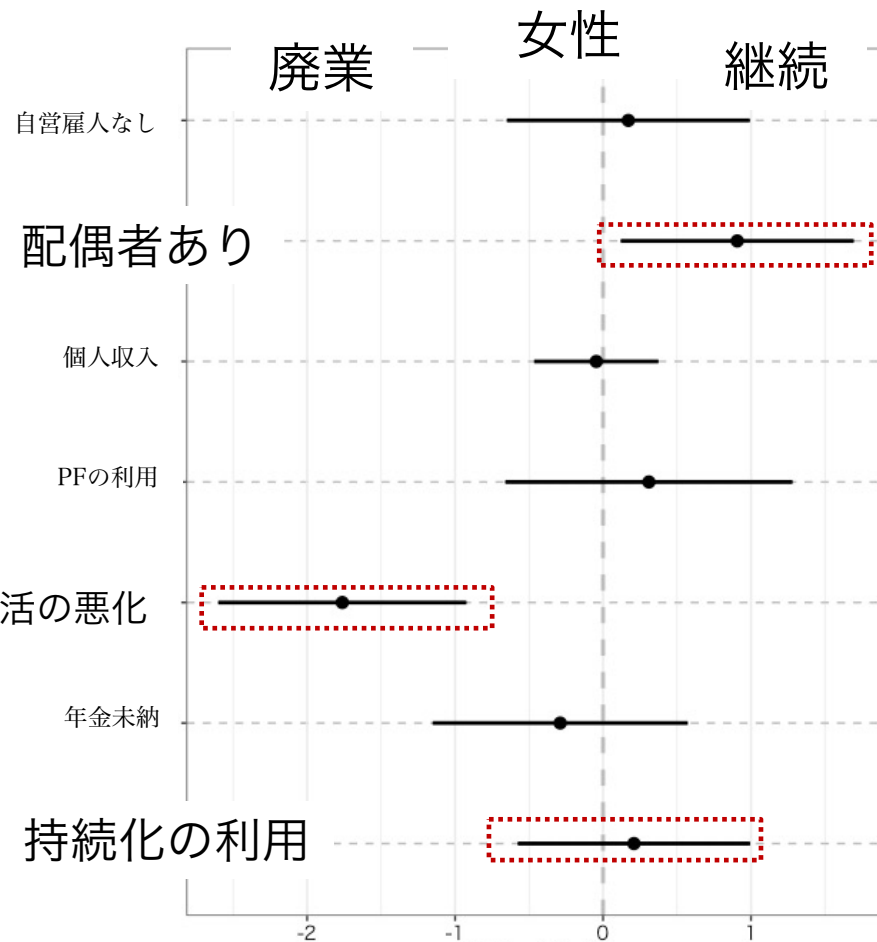 女性
廃業
継続
自営雇人なし
配偶者あり
個人収入
PFの利用
活の悪化
年金未納
持続化の利用
-2 -1 0 1